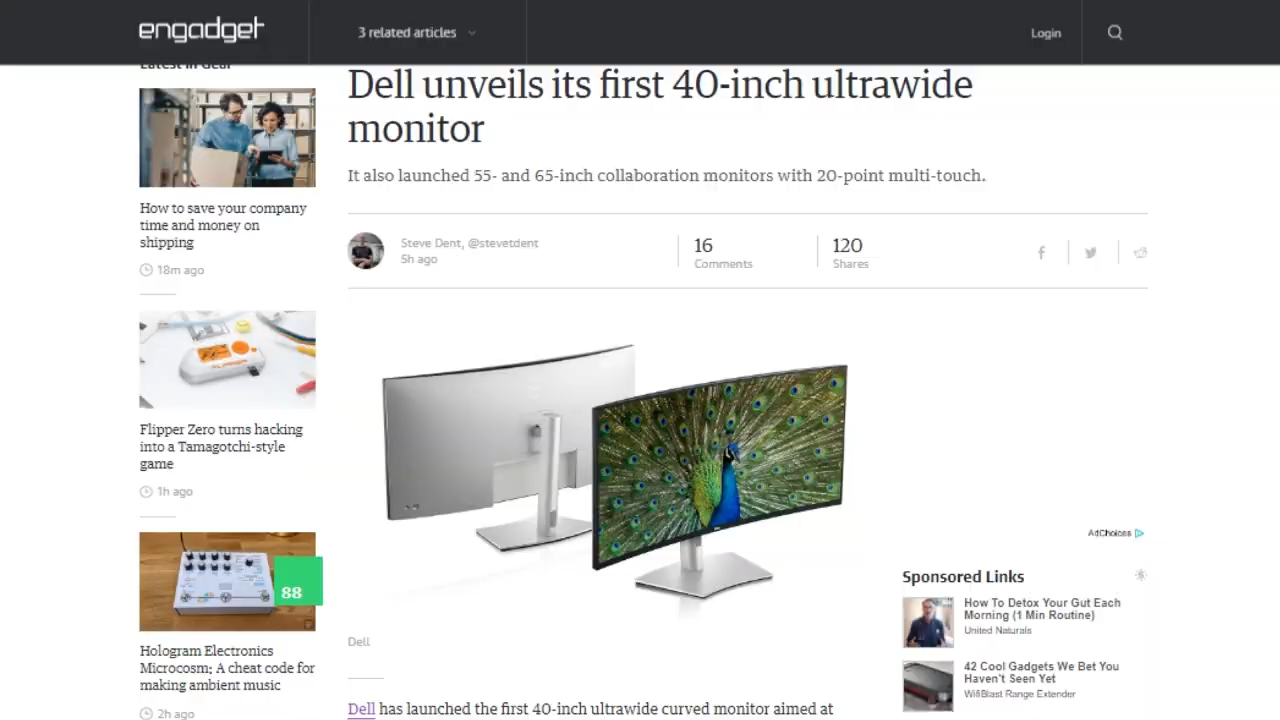 engadget
3 related articles
Login
Latest in Gear
Dell unveils its first 40-inch ultrawide
monitor
It also launched 55- and 65-inch collaboration monitors with 20-point multi-touch.
Steve Dent, @stevetdent
5h ago
16
Comments
120
Shares
How to save your company
time and money on
shipping
18m ago
Flipper Zero turns hacking
into a Tamagotchi-style
game
1h ago
88
Hologram Electronics
Microcosm: A cheat code for
making ambient music
2h ago
Dell
Dell has launched the first 40-inch ultrawide curved monitor aimed at
AdChoices
Sponsored Links
How To Detox Your Gut Each
Morning (1 Min Routine)
United Naturals
42 Cool Gadgets We Bet You
Haven't Seen Yet
WifiBlast Range Extender